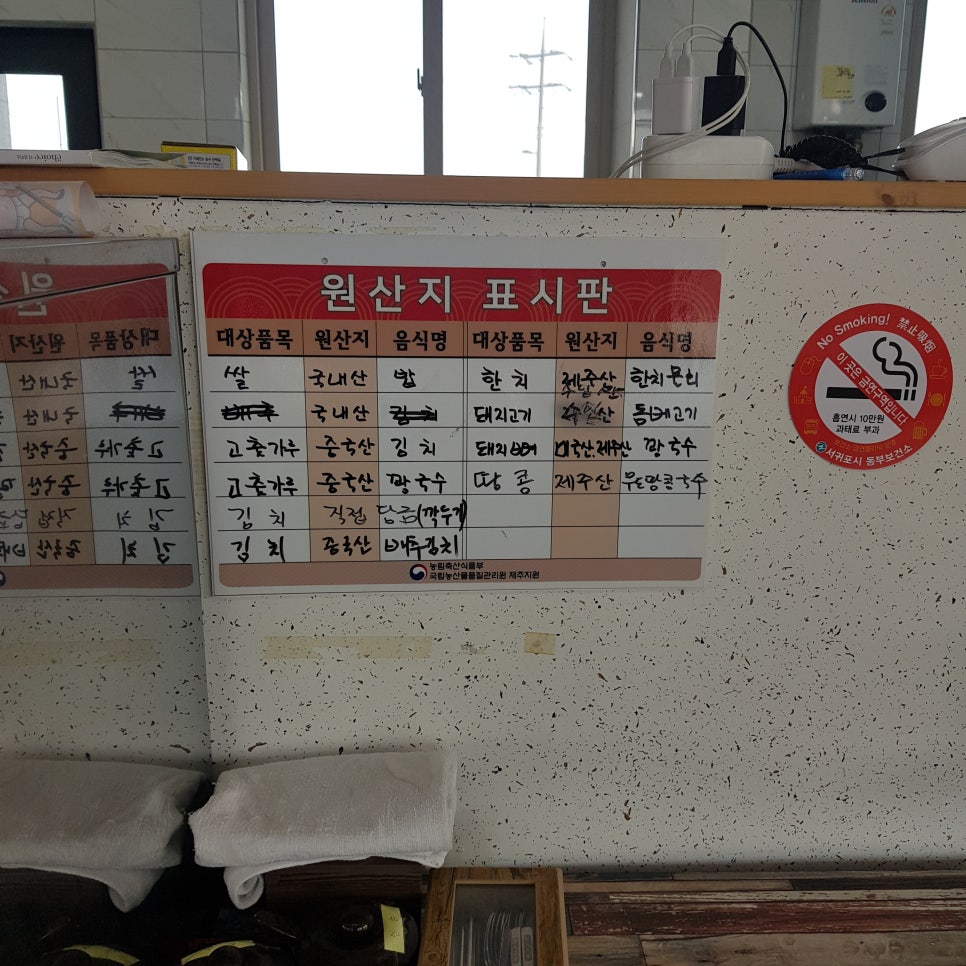 원산지 표시판
대상품목 원산지 음식명 대상품목 원산지 음식명
쌀 국내산 밥 한치 제주산 한치물회
배추 국내산 김치 돼지고기 돔베고기
고춧가루 중국산 김치 돼지뼈 미국산.제주산 깡국수
고춧가루 중국산 깡국수 땅콩 제주산 우도땅콩국수
김치 직접 담금(깍두기)
김치 중국산 배추김치
농림축산식품부
국립농산물품질관리원 제주지원
No Smoking! 禁止吸烟
이 곳은 금연구역입니다
흡연시 10만원
과태료 부과
서귀포시 동부보건소
choice